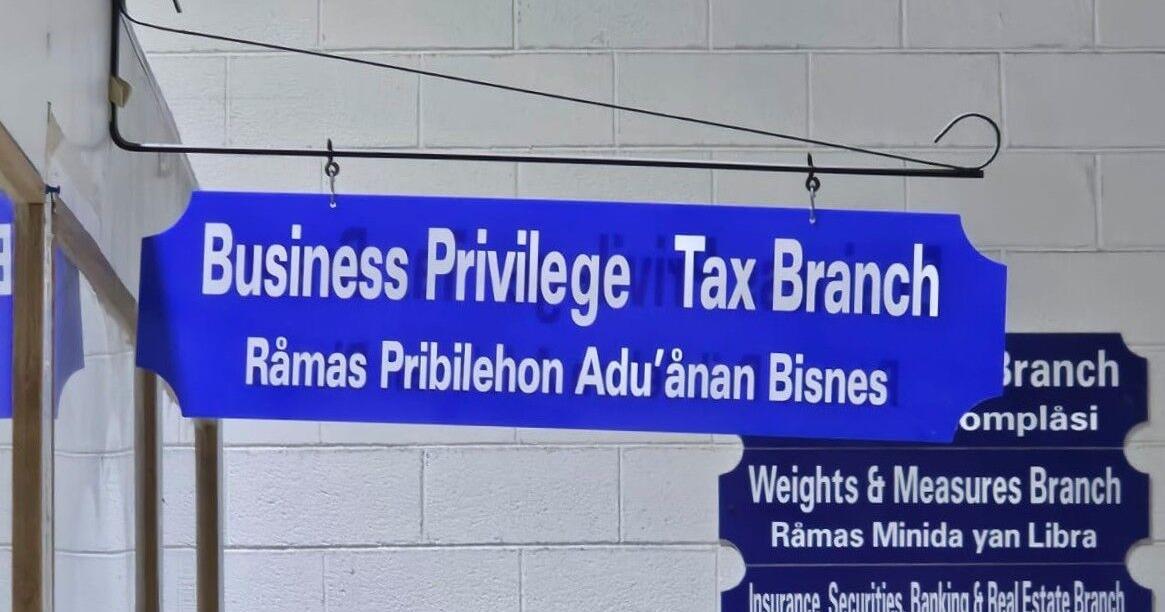 Business Privilege Tax Branch
Råmas Pribilehon Adu'ånan Bisnes
Branch
omplåsi
Weights & Measures Branch
Råmas Minida yan Libra
Insurance, Securities, Banking & Real Estate Branch